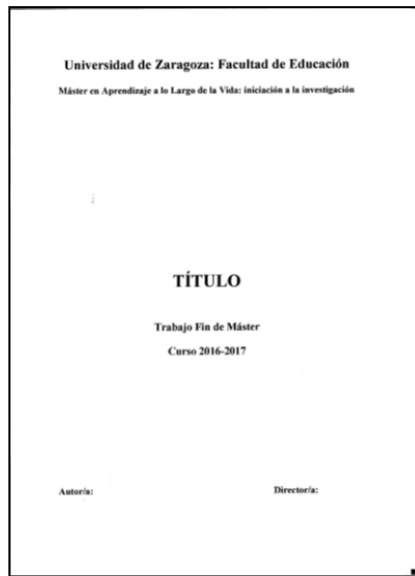 Universidad de Zaragoza: Facultad de Educación
Máster en Aprendizaje a lo Largo de la Vida: iniciación a la investigación
TÍTULO
Trabajo Fin de Máster
Curso 2016-2017
Autor/a: Director/a: